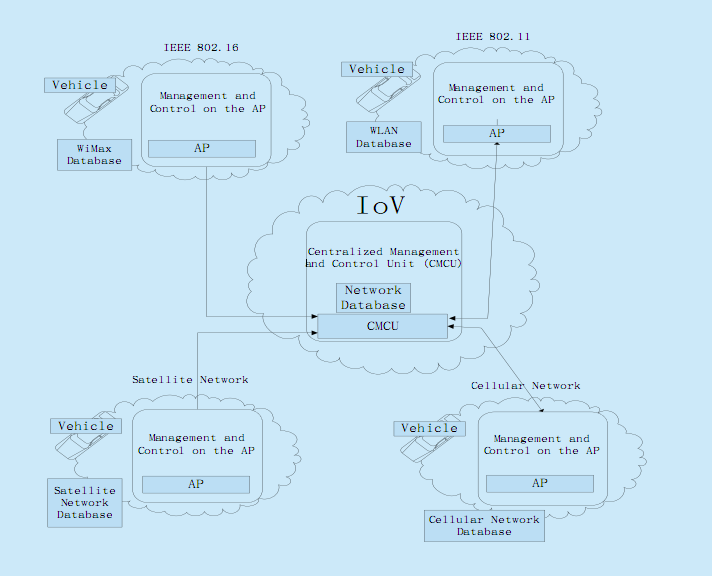 IEEE 802.16
Vehicle
Management and
Control on the AP
AP
WiMax
Database
IEEE 802.11
Vehicle
Management and
Control on the AP
AP
WLAN
Database
IoV
Centralized Management
and Control Unit (CMCU)
Network
Database
CMCU
Satellite Network
Vehicle
Management and
Control on the AP
AP
Satellite
Network
Database
Cellular Network
Vehicle
Management and
Control on the AP
AP
Cellular Network
Database